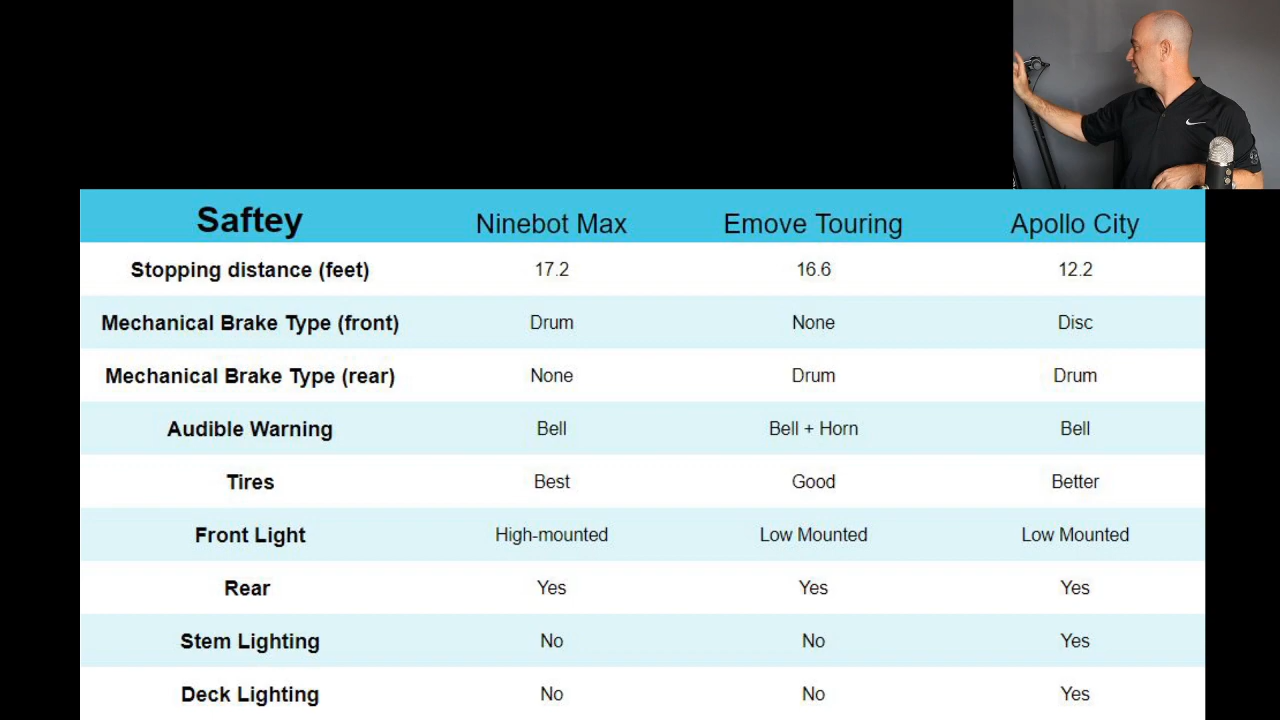 Saftey Ninebot Max Emove Touring Apollo City
Stopping distance (feet) 17.2 16.6 12.2
Mechanical Brake Type (front) Drum None Disc
Mechanical Brake Type (rear) None Drum Drum
Audible Warning Bell Bell + Horn Bell
Tires Best Good Better
Front Light High-mounted Low Mounted Low Mounted
Rear Yes Yes Yes
Stem Lighting No No Yes
Deck Lighting No No Yes